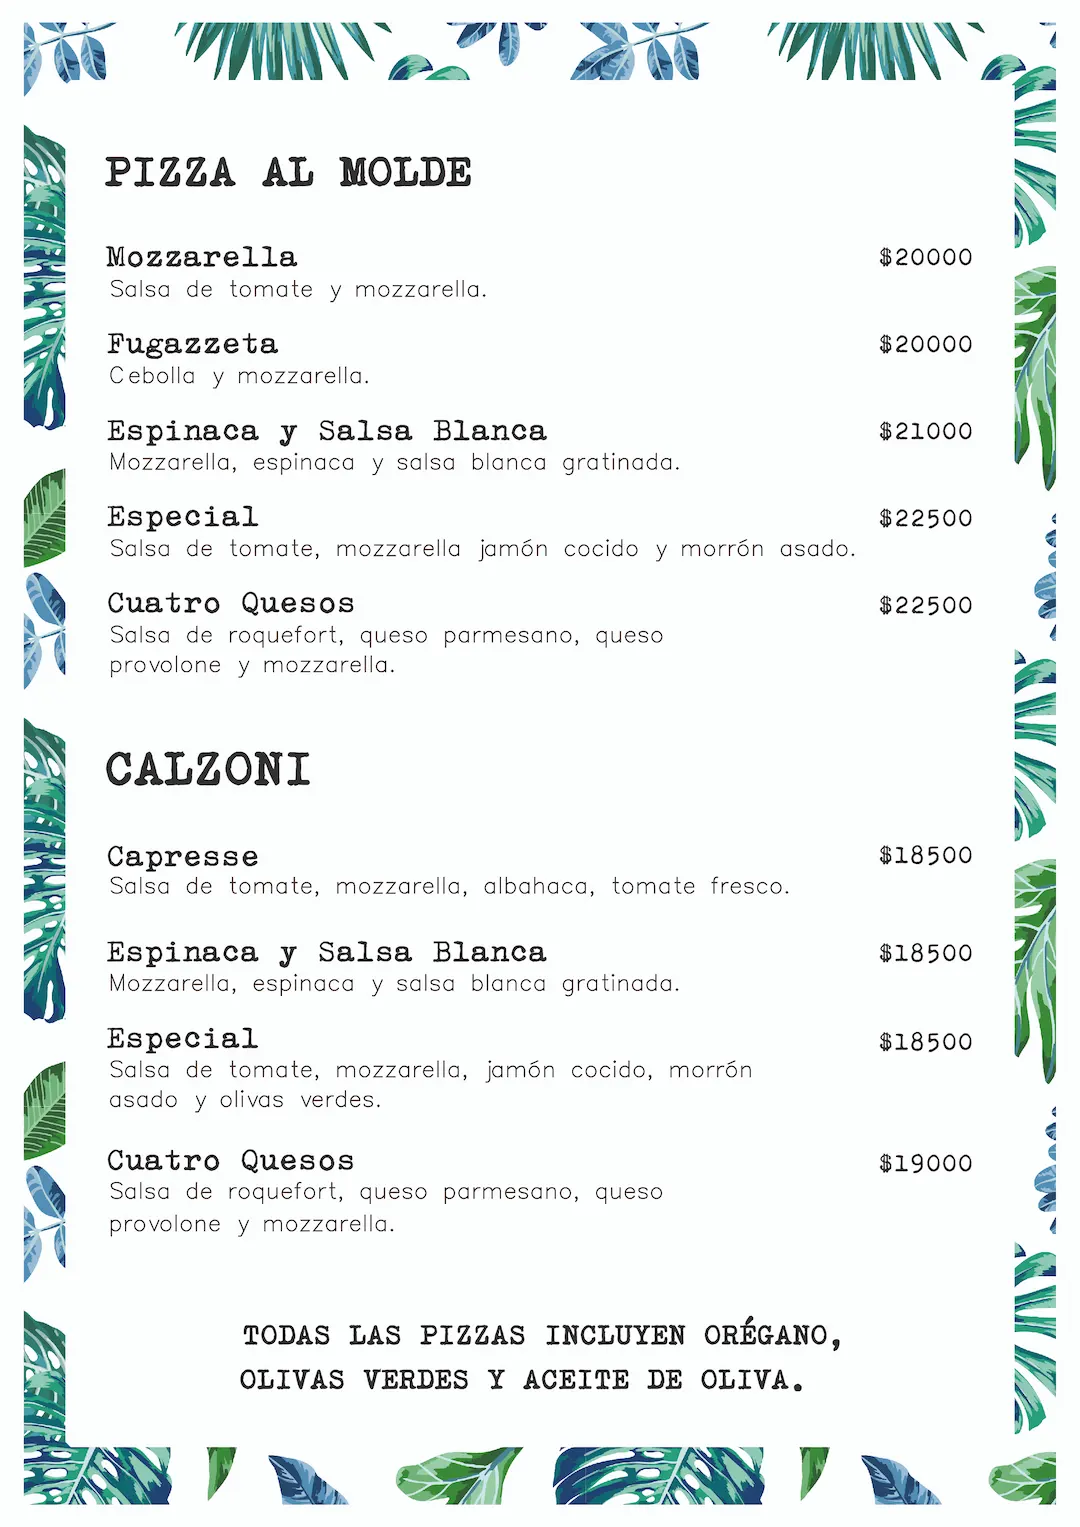 PIZZA AL MOLDE
Mozzarella $20000
Salsa de tomate y mozzarella.
Fugazzeta $20000
Cebolla y mozzarella.
Espinaca y Salsa Blanca $21000
Mozzarella, espinaca y salsa blanca gratinada.
Especial $22500
Salsa de tomate, mozzarella jamón cocido y morrón asado.
Cuatro Quesos $22500
Salsa de roquefort, queso parmesano, queso
provolone y mozzarella.
CALZONI
Capresse $18500
Salsa de tomate, mozzarella, albahaca, tomate fresco.
Espinaca y Salsa Blanca $18500
Mozzarella, espinaca y salsa blanca gratinada.
Especial $18500
Salsa de tomate, mozzarella, jamón cocido, morrón
asado y olivas verdes.
Cuatro Quesos $19000
Salsa de roquefort, queso parmesano, queso
provolone y mozzarella.
TODAS LAS PIZZAS INCLUYEN ORÉGANO,
OLIVAS VERDES Y ACEITE DE OLIVA.